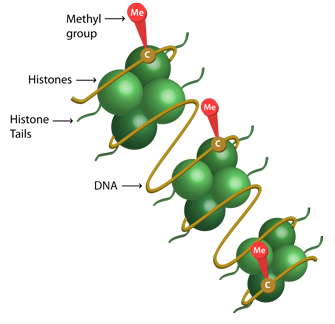 Me
Methyl
group
C
Histones
Histone
Tails
Me
C
DNA
Me
C